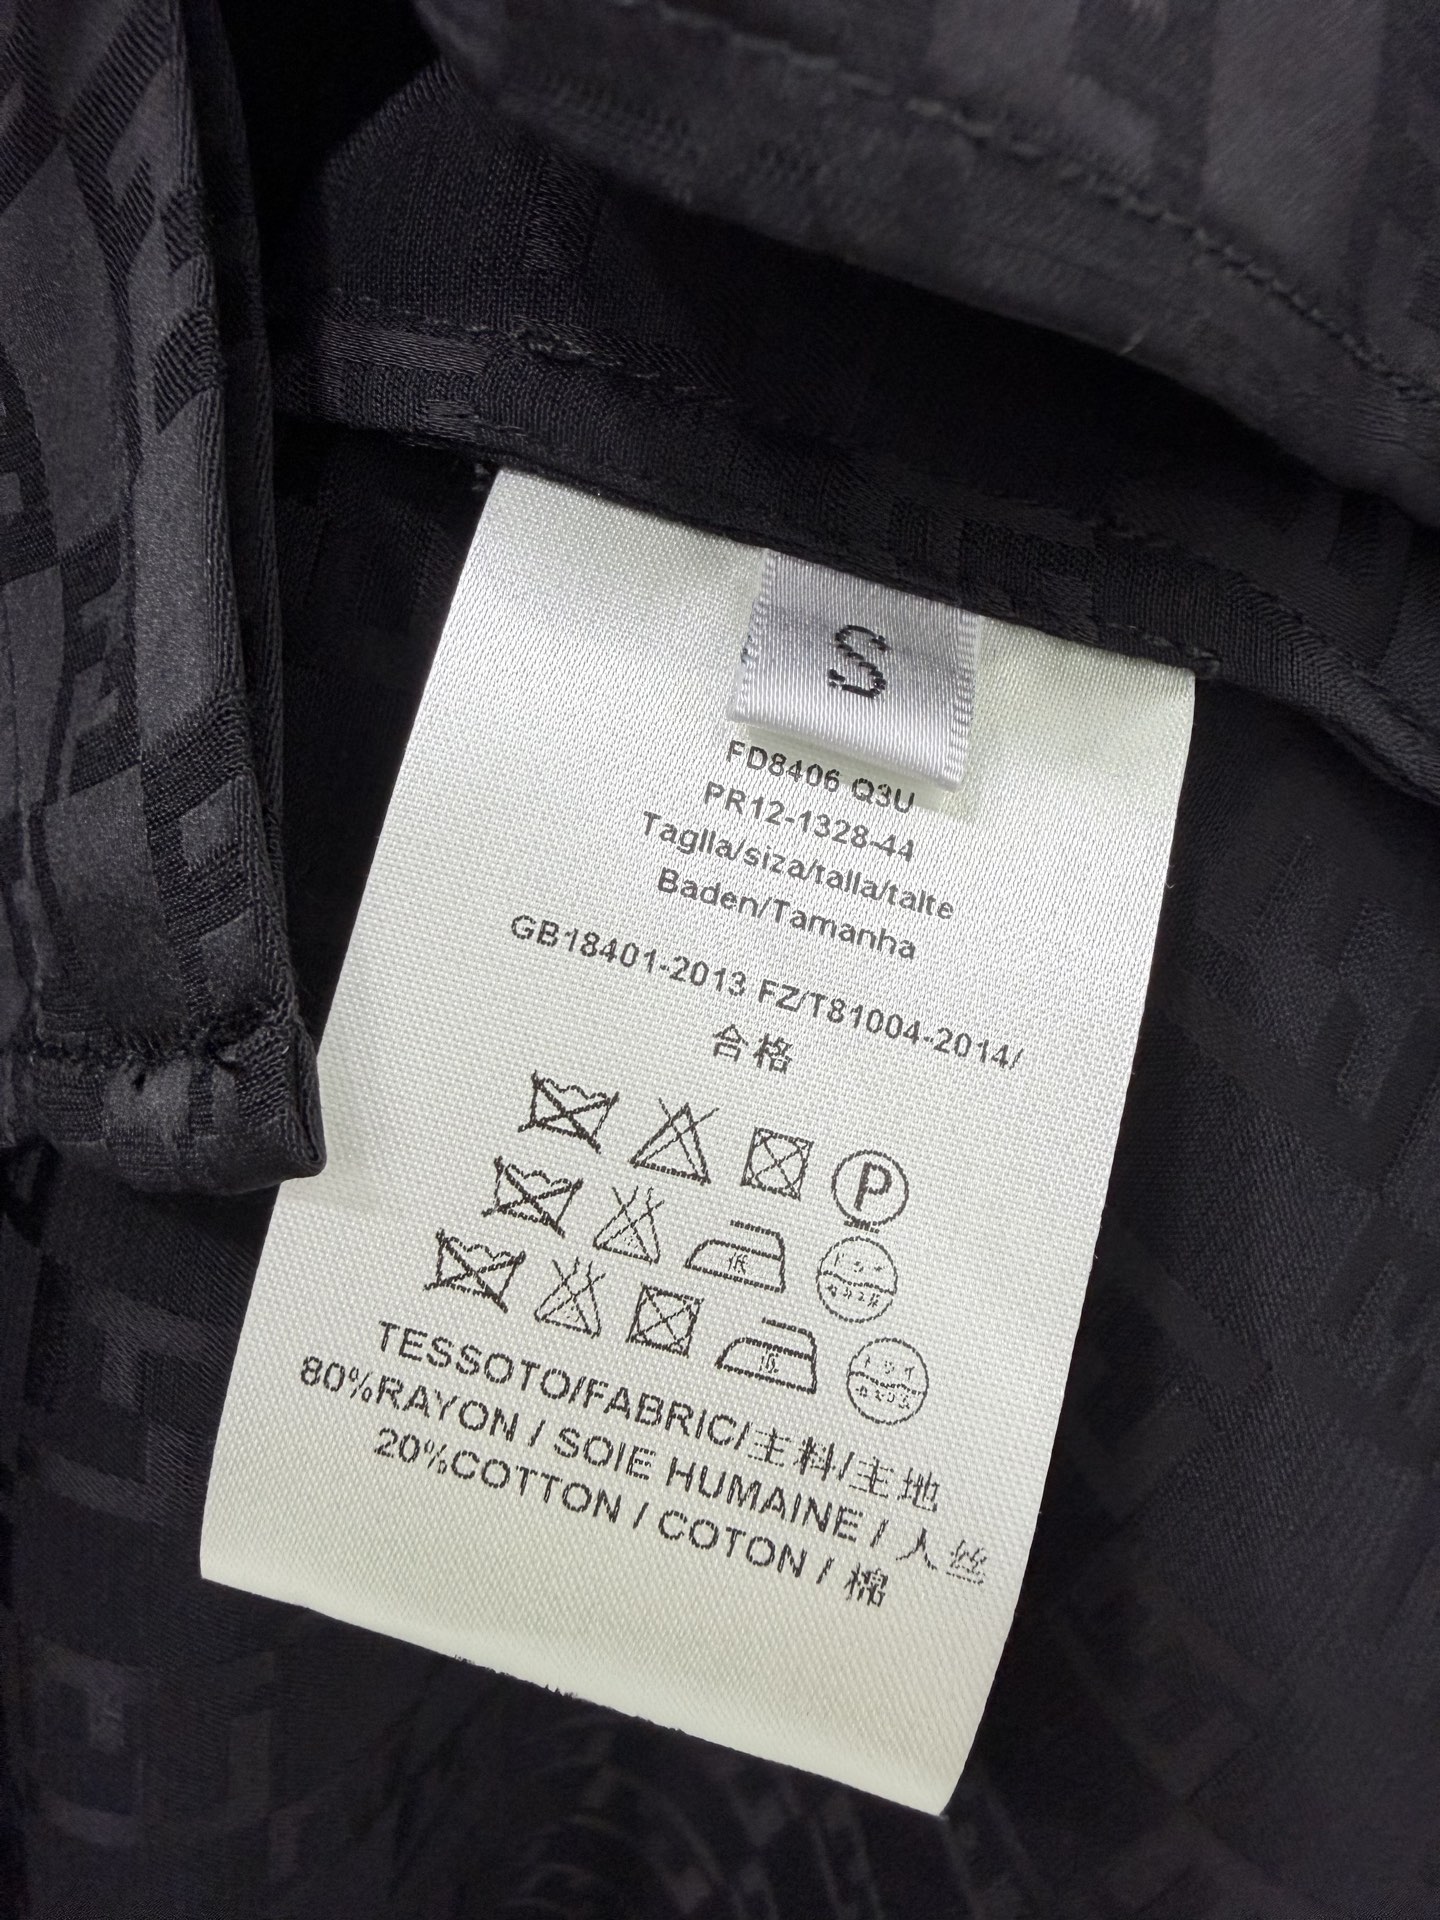 S
FD8406 Q3U
PR12-1328-44
Taglla/siza/talla/talte
Baden/Tamanha
GB18401-2013 FZ/T81004-2014/
合格
P
低
TESSOTO/FABRIC/主料/主地
80%RAYON / SOIE HUMAINE / 人丝
20%COTTON / COTON / 棉